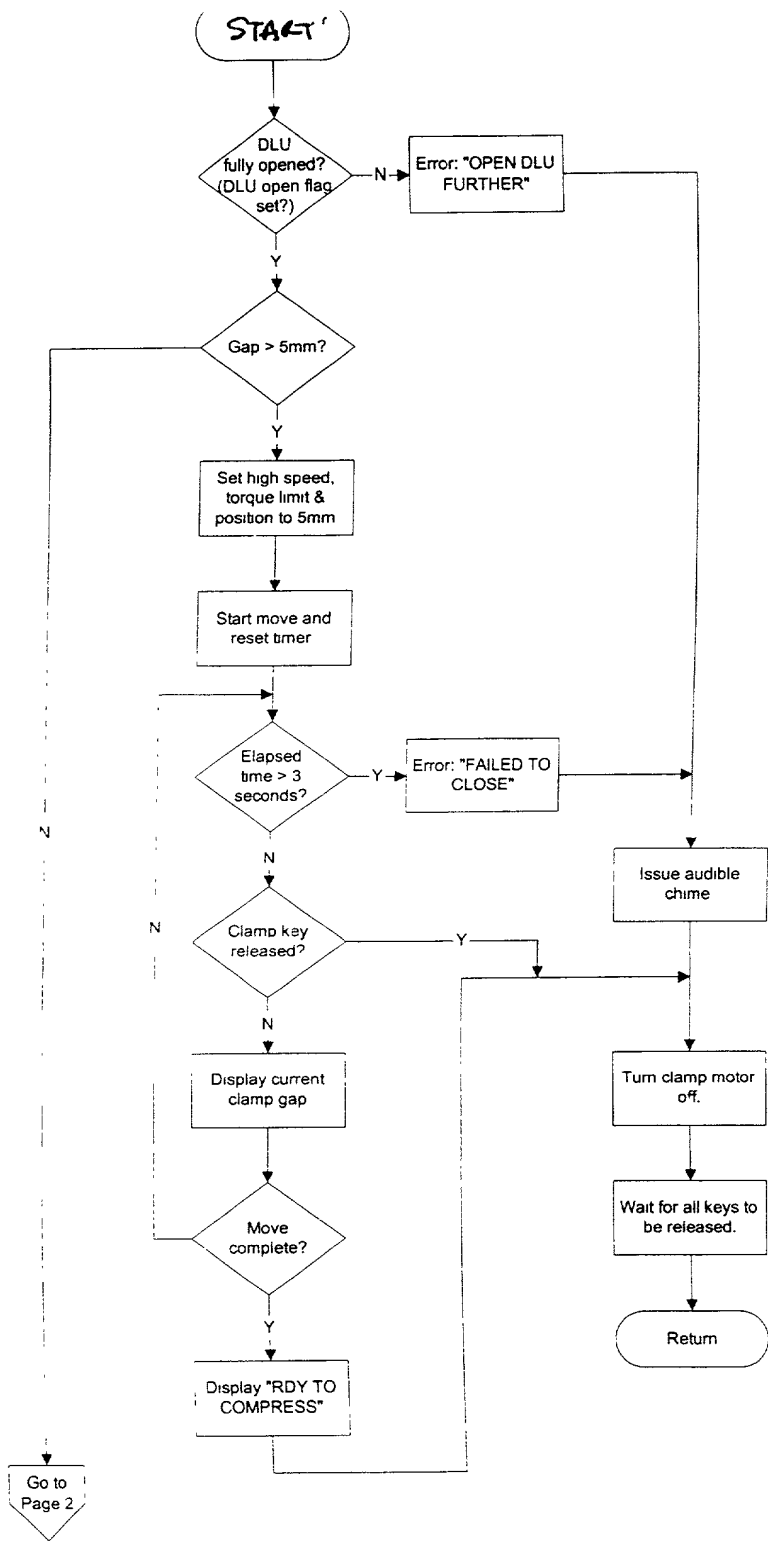 START
DLU
fully opened?
(DLU open flag
set?)
N
Error: "OPEN DLU
FURTHER"
Y
Gap > 5mm?
Y
Set high speed,
torque limit &
position to 5mm
Start move and
reset timer
Elapsed
time > 3
seconds?
Y
Error: "FAILED TO
CLOSE"
N
N
Issue audible
chime
Clamp key
released?
Y
N
N
Display current
clamp gap
Turn clamp motor
off.
Move
complete?
Wait for all keys to
be released.
Y
Return
Display "RDY TO
COMPRESS"
Go to
Page 2